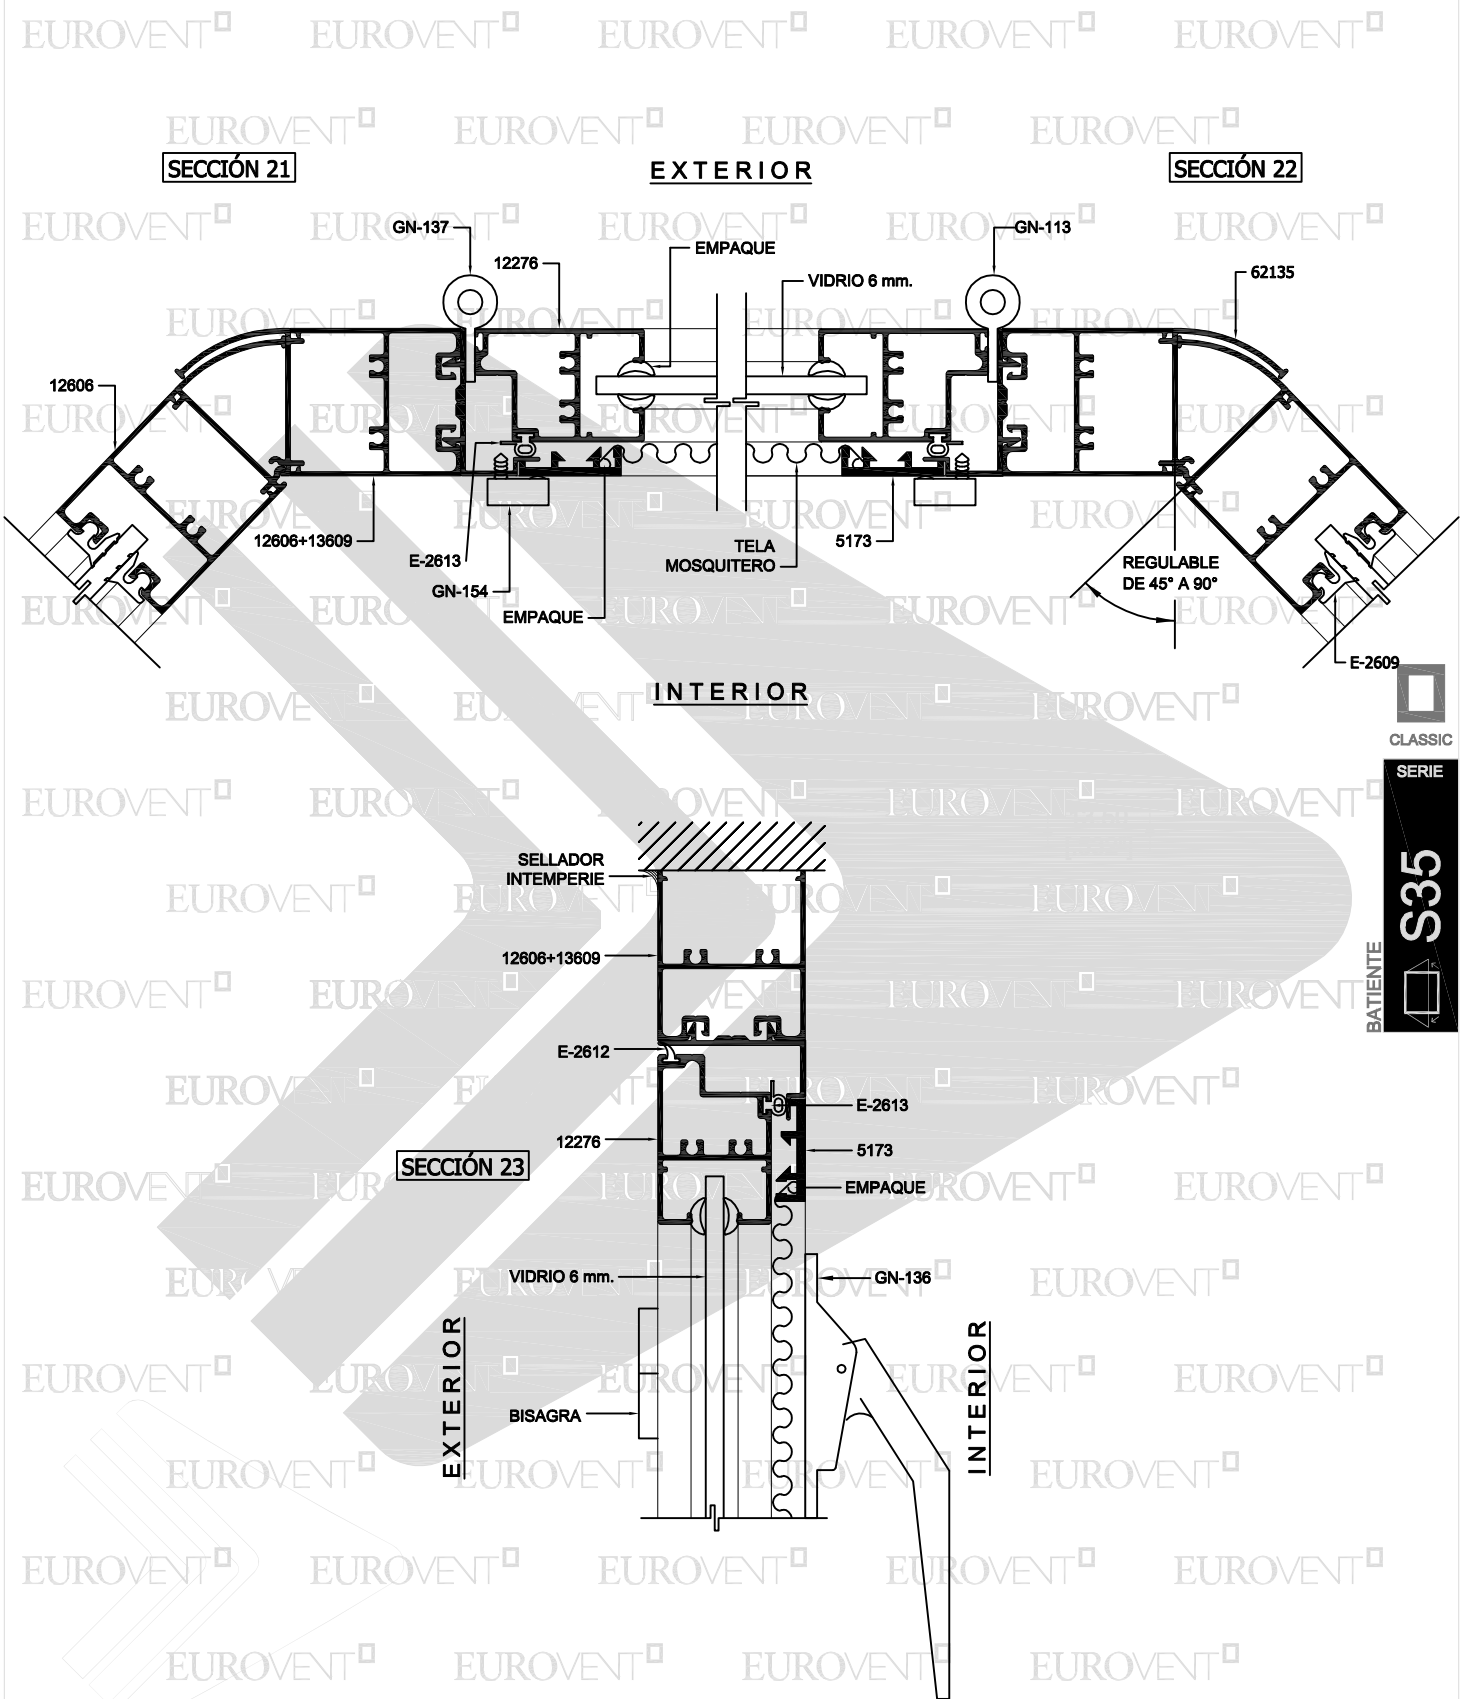 EUROVENT
SECCIÓN 21
EXTERIOR
SECCIÓN 22
GN-137
GN-113
EMPAQUE
12276
VIDRIO 6 mm.
62135
12606
12606+13609
E-2613
GN-154
EMPAQUE
TELA
MOSQUITERO
5173
REGULABLE
DE 45° A 90°
E-2609
INTERIOR
CLASSIC
SERIE
S35
BATIENTE
SELLADOR
INTEMPERIE
12606+13609
E-2612
E-2613
12276
5173
SECCIÓN 23
EMPAQUE
VIDRIO 6 mm.
GN-136
EXTERIOR
INTERIOR
BISAGRA